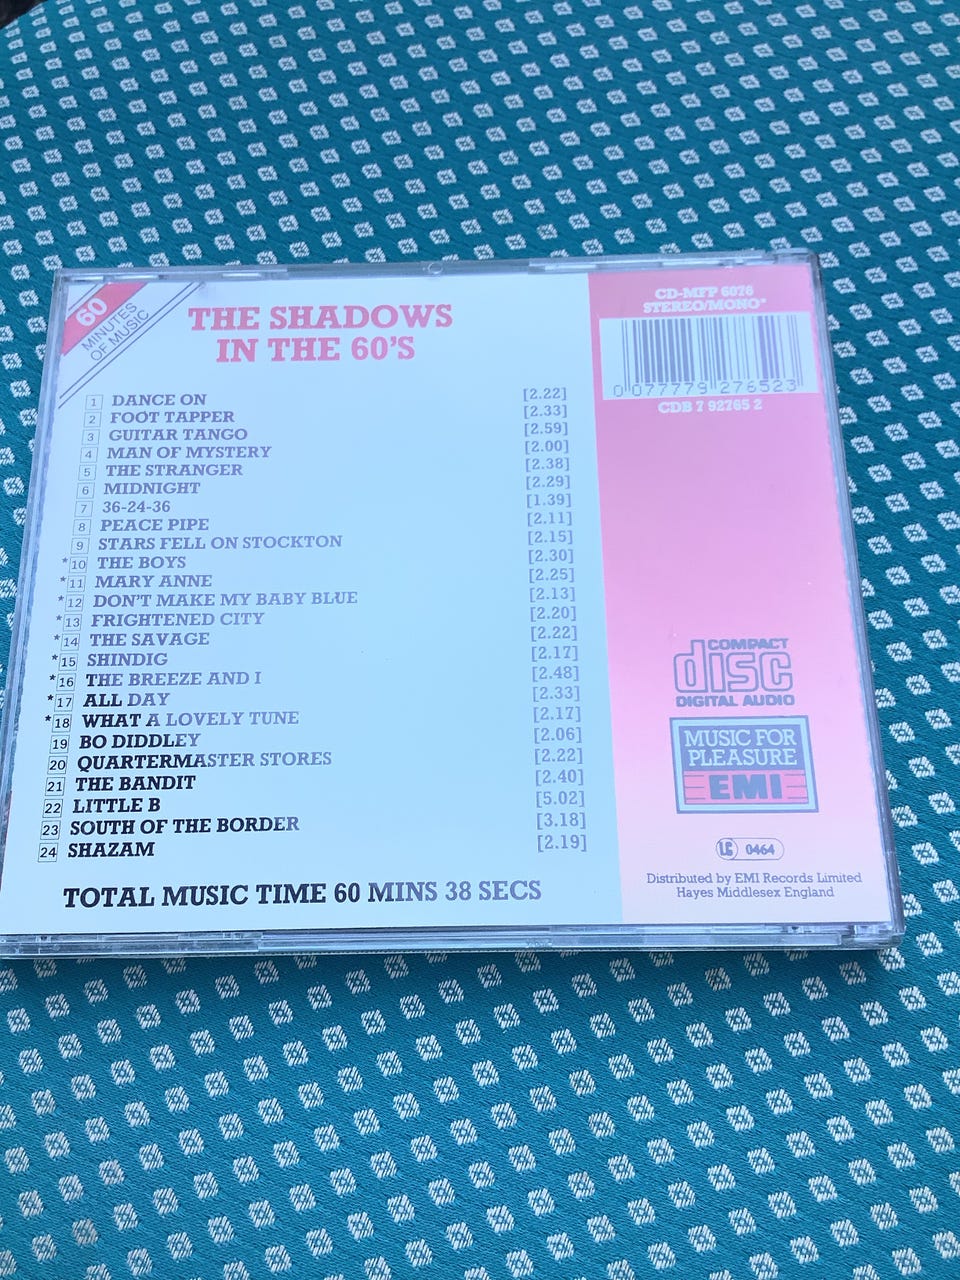 60
MINUTES
OF MUSIC
THE SHADOWS
IN THE 60'S
1 DANCE ON [2.22]
2 FOOT TAPPER [2.33]
3 GUITAR TANGO [2.59]
4 MAN OF MYSTERY [2.00]
5 THE STRANGER [2.38]
6 MIDNIGHT [2.29]
7 36-24-36 [1.39]
8 PEACE PIPE [2.11]
9 STARS FELL ON STOCKTON [2.15]
*10 THE BOYS [2.30]
*11 MARY ANNE [2.25]
*12 DON'T MAKE MY BABY BLUE [2.13]
*13 FRIGHTENED CITY [2.20]
*14 THE SAVAGE [2.22]
*15 SHINDIG [2.17]
*16 THE BREEZE AND I [2.48]
*17 ALL DAY [2.33]
*18 WHAT A LOVELY TUNE [2.17]
19 BO DIDDLEY [2.06]
20 QUARTERMASTER STORES [2.22]
21 THE BANDIT [2.40]
22 LITTLE B [5.02]
23 SOUTH OF THE BORDER [3.18]
24 SHAZAM [2.19]
TOTAL MUSIC TIME 60 MINS 38 SECS
CD-MFP 6076
STEREO/MONO*
0 077779 276523
CDB 7 92765 2
COMPACT
disc
DIGITAL AUDIO
MUSIC FOR
PLEASURE
EMI
LC 0464
Distributed by EMI Records Limited
Hayes Middlesex England